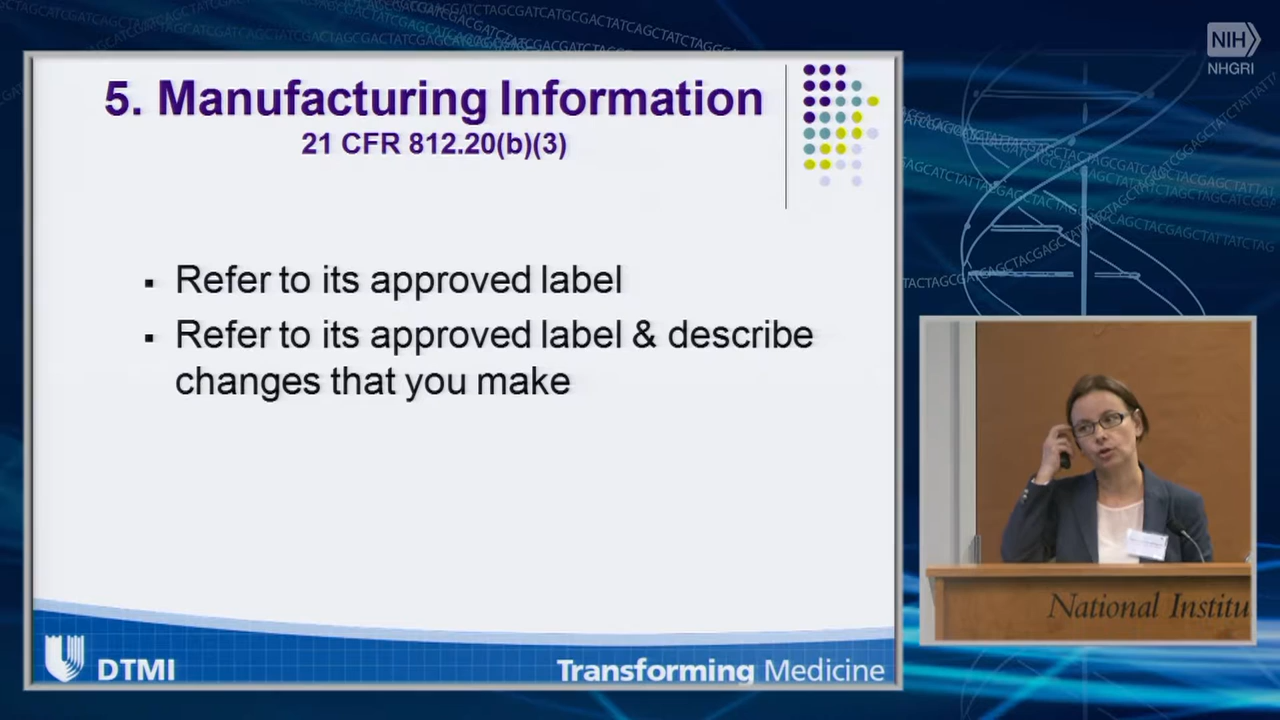 NIH
NHGRI
5. Manufacturing Information
21 CFR 812.20(b)(3)
▪ Refer to its approved label
▪ Refer to its approved label & describe
changes that you make
DTMI
Transforming Medicine
National Institu